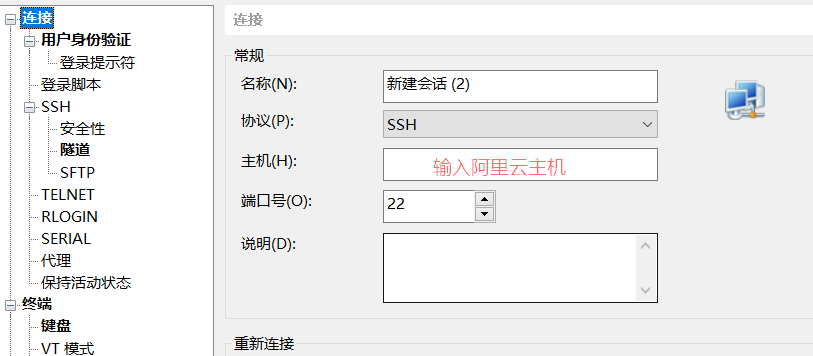 连接
用户身份验证
登录提示符
登录脚本
SSH
安全性
隧道
SFTP
TELNET
RLOGIN
SERIAL
代理
保持活动状态
终端
键盘
VT 模式
连接
常规
名称(N): 新建会话 (2)
协议(P): SSH
主机(H): 输入阿里云主机
端口号(O): 22
说明(D):
重新连接